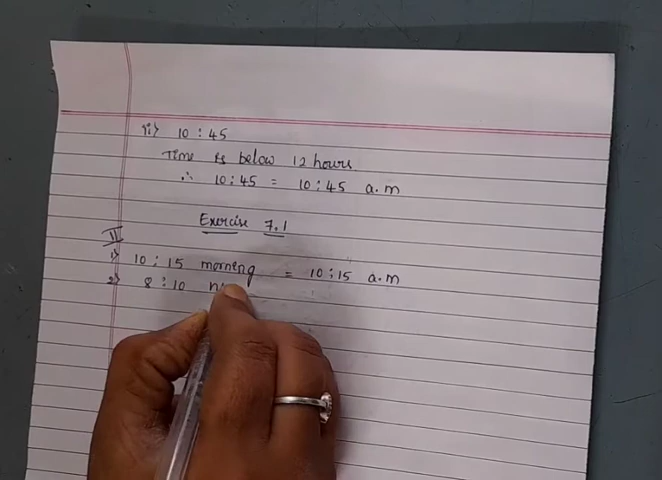 ii) 10 : 45
Time is below 12 hours
∴ 10:45 = 10:45 a.m
Exercise 7.1
II
1) 10 : 15 morning = 10:15 a.m
2) 8 : 10